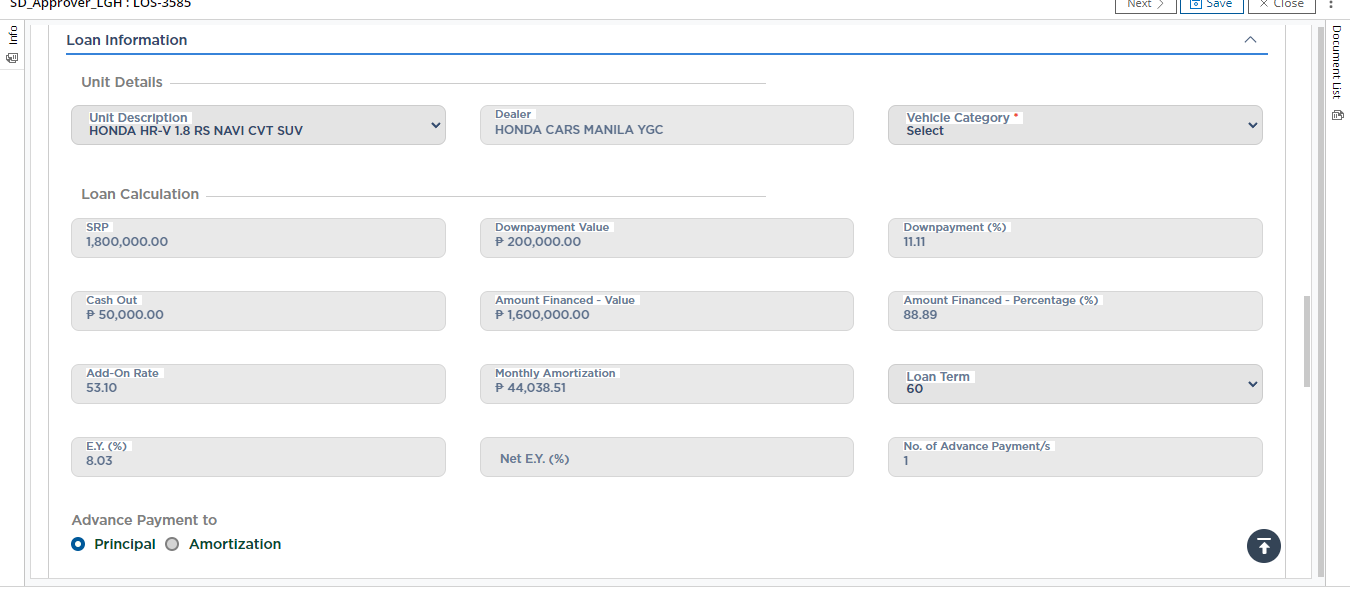 SD_Approver_LGH : LOS-3585
Next
Save
Close
Info
Document List
Loan Information
Unit Details
Unit Description
HONDA HR-V 1.8 RS NAVI CVT SUV
Dealer
HONDA CARS MANILA YGC
Vehicle Category *
Select
Loan Calculation
SRP
1,800,000.00
Downpayment Value
₱ 200,000.00
Downpayment (%)
11.11
Cash Out
₱ 50,000.00
Amount Financed - Value
₱ 1,600,000.00
Amount Financed - Percentage (%)
88.89
Add-On Rate
53.10
Monthly Amortization
₱ 44,038.51
Loan Term
60
E.Y. (%)
8.03
Net E.Y. (%)
No. of Advance Payment/s
1
Advance Payment to
Principal
Amortization